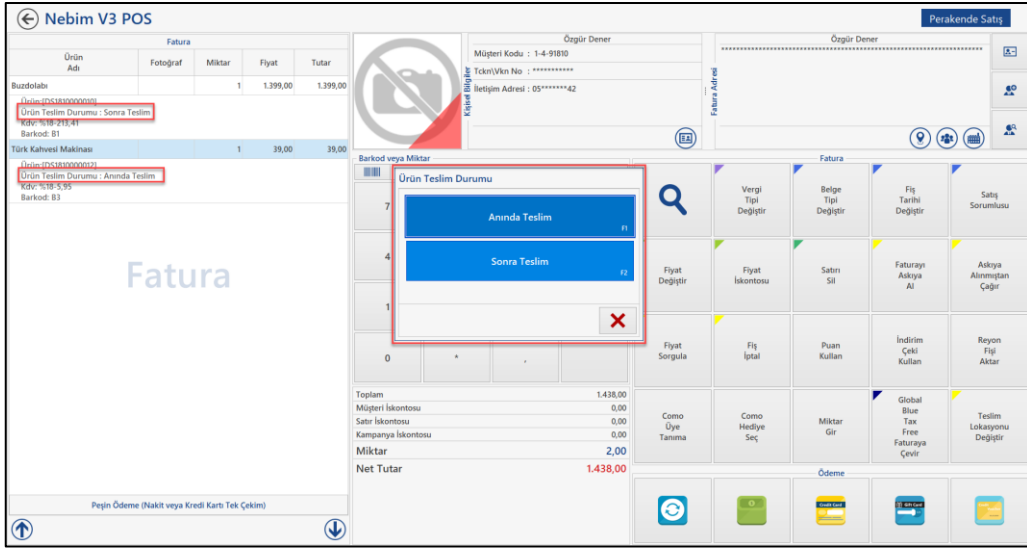 Nebim V3 POS
Perakende Satış
Fatura
Ürün
Adı
Fotoğraf
Miktar
Fiyat
Tutar
Buzdolabı
1
1.399,00
1.399,00
Ürün:[DS1810000010]
Ürün Teslim Durumu : Sonra Teslim
Kdv: %18-213,41
Barkod: B1
Türk Kahvesi Makinası
1
39,00
39,00
Ürün:[DS1810000012]
Ürün Teslim Durumu : Anında Teslim
Kdv: %18-5,95
Barkod: B3
Fatura
Peşin Ödeme (Nakit veya Kredi Kartı Tek Çekim)
Kişisel Bilgiler
Özgür Dener
Müşteri Kodu : 1-4-91810
Tckn\Vkn No : ***********
İletişim Adresi : 05*******42
Fatura Adresi
Özgür Dener
Barkod veya Miktar
7
4
1
0
*
,
Ürün Teslim Durumu
Anında Teslim
F1
Sonra Teslim
F2
Toplam 1.438,00
Müşteri İskontosu 0,00
Satır İskontosu 0,00
Kampanya İskontosu 0,00
Miktar 2,00
Net Tutar 1.438,00
Fatura
Vergi
Tipi
Değiştir
Belge
Tipi
Değiştir
Fiş
Tarihi
Değiştir
Satış
Sorumlusu
Fiyat
Değiştir
Fiyat
İskontosu
Satırı
Sil
Faturayı
Askıya
Al
Askıya
Alınmıştan
Çağır
Fiyat
Sorgula
Fiş
İptal
Puan
Kullan
İndirim
Çeki
Kullan
Reyon
Fişi
Aktar
Como
Üye
Tanıma
Como
Hediye
Seç
Miktar
Gir
Global
Blue
Tax
Free
Faturaya
Çevir
Teslim
Lokasyonu
Değiştir
Ödeme
Credit Card
Gift Card